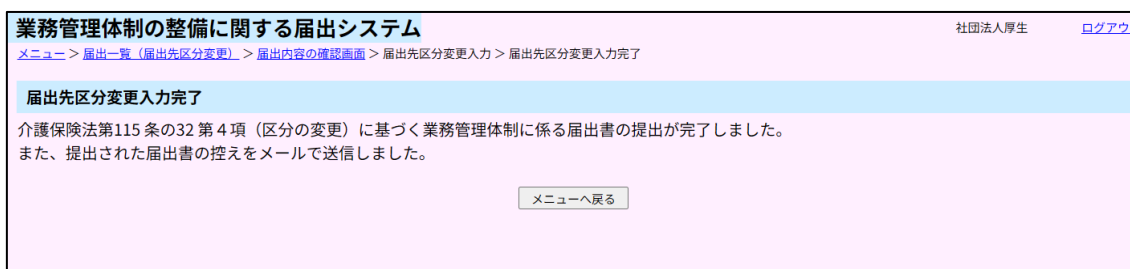 業務管理体制の整備に関する届出システム
社団法人厚生 ログアウ
メニュー > 届出一覧（届出先区分変更） > 届出内容の確認画面 > 届出先区分変更入力 > 届出先区分変更入力完了
届出先区分変更入力完了
介護保険法第115 条の32 第４項（区分の変更）に基づく業務管理体制に係る届出書の提出が完了しました。
また、提出された届出書の控えをメールで送信しました。
メニューへ戻る